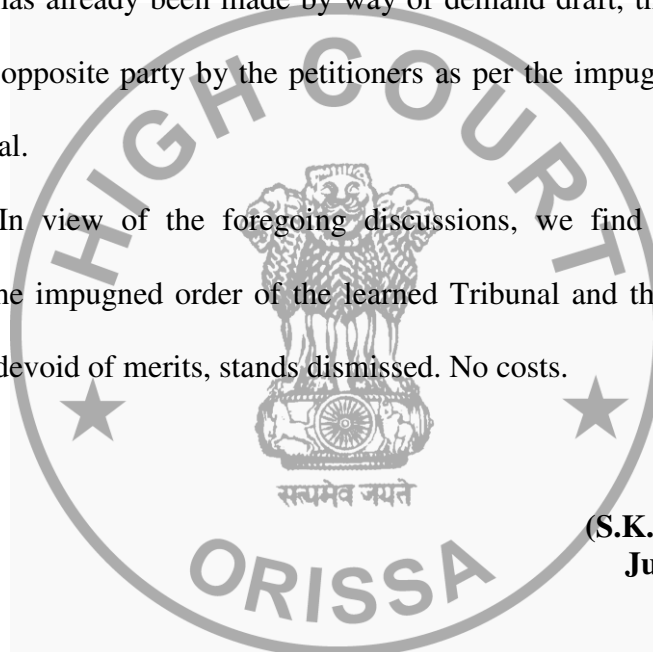 has already been made by way of demand draft, th
opposite party by the petitioners as per the impug
al.
In view of the foregoing discussions, we find
he impugned order of the learned Tribunal and th
devoid of merits, stands dismissed. No costs.
HIGH COURT
सत्यमेव जयते
ORISSA
(S.K.
Ju